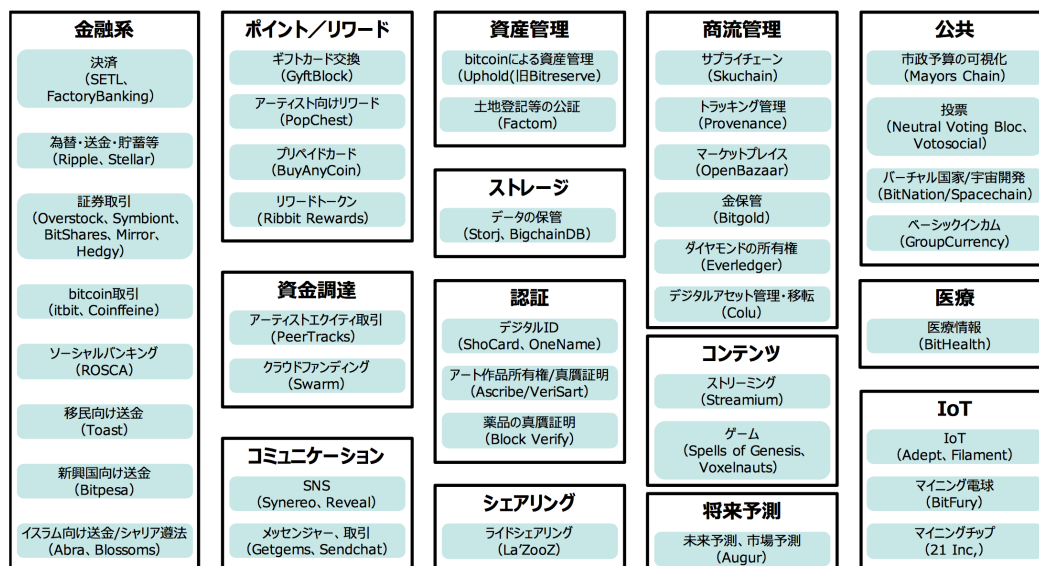 金融系
決済
(SETL、
FactoryBanking)
為替・送金・貯蓄等
(Ripple、Stellar)
証券取引
(Overstock、Symbiont、
BitShares、Mirror、
Hedgy)
bitcoin取引
(itbit、Coinffeine)
ソーシャルバンキング
(ROSCA)
移民向け送金
(Toast)
新興国向け送金
(Bitpesa)
イスラム向け送金/シャリア遵法
(Abra、Blossoms)
ポイント／リワード
ギフトカード交換
(GyftBlock)
アーティスト向けリワード
(PopChest)
プリペイドカード
(BuyAnyCoin)
リワードトークン
(Ribbit Rewards)
資金調達
アーティストエクイティ取引
(PeerTracks)
クラウドファンディング
(Swarm)
コミュニケーション
SNS
(Synereo、Reveal)
メッセンジャー、取引
(Getgems、Sendchat)
資産管理
bitcoinによる資産管理
(Uphold(旧Bitreserve)
土地登記等の公証
(Factom)
ストレージ
データの保管
(Storj、BigchainDB)
認証
デジタルID
(ShoCard、OneName)
アート作品所有権/真贋証明
(Ascribe/VeriSart)
薬品の真贋証明
(Block Verify)
シェアリング
ライドシェアリング
(La'ZooZ)
商流管理
サプライチェーン
(Skuchain)
トラッキング管理
(Provenance)
マーケットプレイス
(OpenBazaar)
金保管
(Bitgold)
ダイヤモンドの所有権
(Everledger)
デジタルアセット管理・移転
(Colu)
コンテンツ
ストリーミング
(Streamium)
ゲーム
(Spells of Genesis、
Voxelnauts)
将来予測
未来予測、市場予測
(Augur)
公共
市政予算の可視化
(Mayors Chain)
投票
(Neutral Voting Bloc、
Votosocial)
バーチャル国家/宇宙開発
(BitNation/Spacechain)
ベーシックインカム
(GroupCurrency)
医療
医療情報
(BitHealth)
IoT
IoT
(Adept、Filament)
マイニング電球
(BitFury)
マイニングチップ
(21 Inc,)